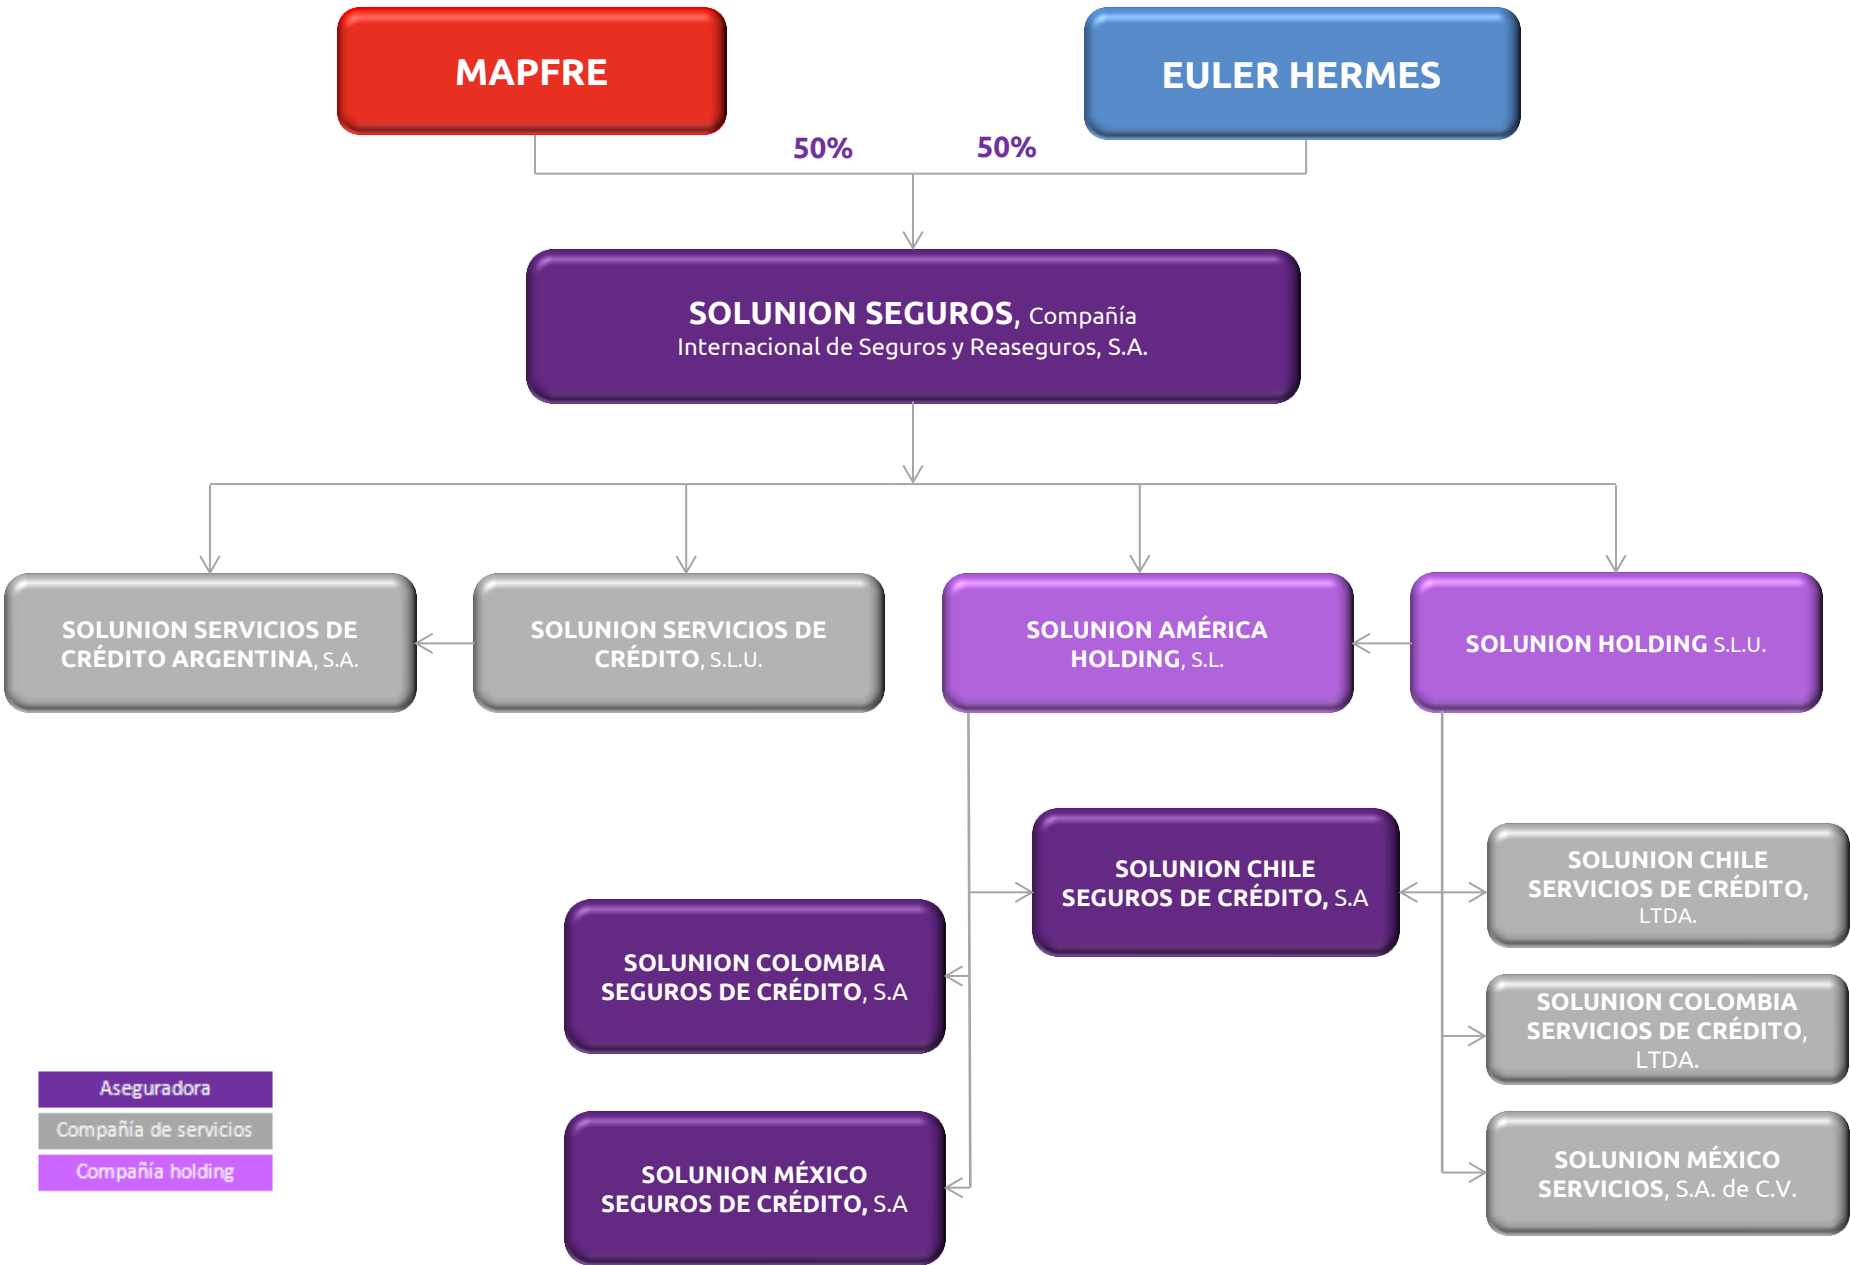 MAPFRE
EULER HERMES
50%
50%
SOLUNION SEGUROS, Compañía
Internacional de Seguros y Reaseguros, S.A.
SOLUNION SERVICIOS DE
CRÉDITO ARGENTINA, S.A.
SOLUNION SERVICIOS DE
CRÉDITO, S.L.U.
SOLUNION AMÉRICA
HOLDING, S.L.
SOLUNION HOLDING S.L.U.
SOLUNION CHILE
SEGUROS DE CRÉDITO, S.A
SOLUNION CHILE
SERVICIOS DE CRÉDITO,
LTDA.
SOLUNION COLOMBIA
SEGUROS DE CRÉDITO, S.A
SOLUNION COLOMBIA
SERVICIOS DE CRÉDITO,
LTDA.
SOLUNION MÉXICO
SEGUROS DE CRÉDITO, S.A
SOLUNION MÉXICO
SERVICIOS, S.A. de C.V.
Aseguradora
Compañía de servicios
Compañía holding